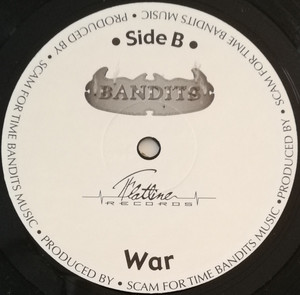 • Side B •
BANDITS
Flatline
RECORDS
War
PRODUCED BY • SCAM FOR TIME BANDITS MUSIC • PRODUCED BY • SCAM FOR TIME BANDITS MUSIC • PRODUCED BY • SCAM FOR TIME BANDITS MUSIC •